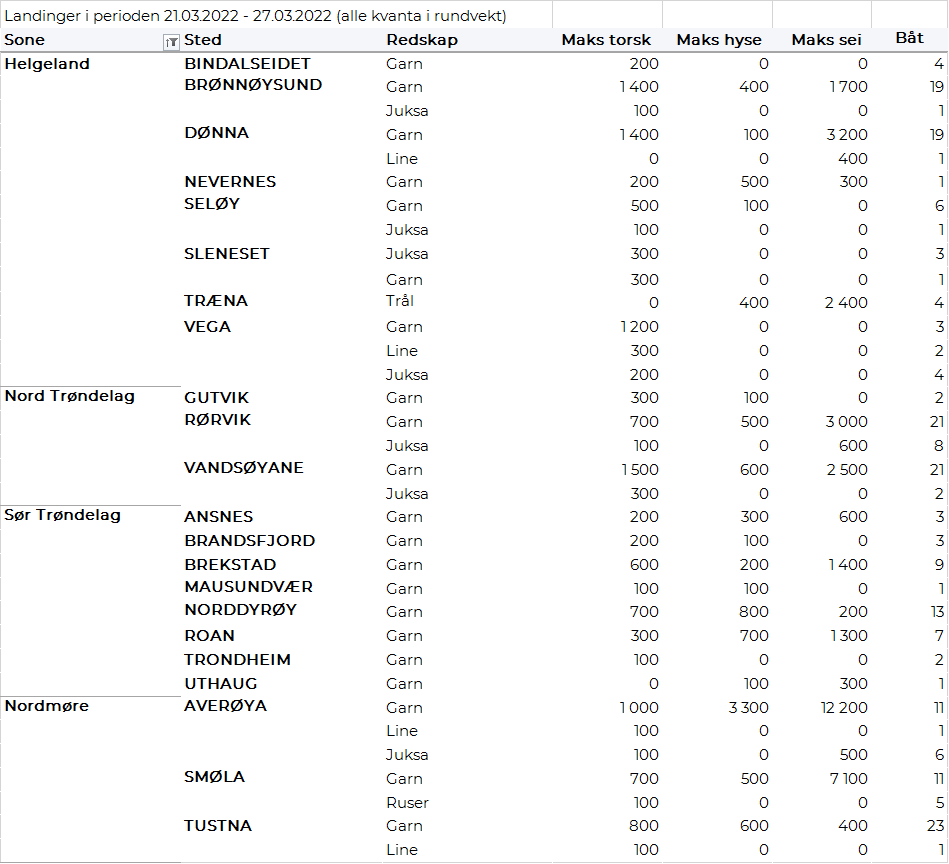 Landinger i perioden 21.03.2022 - 27.03.2022 (alle kvanta i rundvekt)
Sone Sted Redskap Maks torsk Maks hyse Maks sei Båt
Helgeland BINDALSEIDET Garn 200 0 0 4
BRØNNØYSUND Garn 1 400 400 1 700 19
Juksa 100 0 0 1
DØNNA Garn 1 400 100 3 200 19
Line 0 0 400 1
NEVERNES Garn 200 500 300 1
SELØY Garn 500 100 0 6
Juksa 100 0 0 1
SLENESET Juksa 300 0 0 3
Garn 300 0 0 1
TRÆNA Trål 0 400 2 400 4
VEGA Garn 1 200 0 0 3
Line 300 0 0 2
Juksa 200 0 0 4
Nord Trøndelag GUTVIK Garn 300 100 0 2
RØRVIK Garn 700 500 3 000 21
Juksa 100 0 600 8
VANDSØYANE Garn 1 500 600 2 500 21
Juksa 300 0 0 2
Sør Trøndelag ANSNES Garn 200 300 600 3
BRANDSFJORD Garn 200 100 0 3
BREKSTAD Garn 600 200 1 400 9
MAUSUNDVÆR Garn 100 100 0 1
NORDDYRØY Garn 700 800 200 13
ROAN Garn 300 700 1 300 7
TRONDHEIM Garn 100 0 0 2
UTHAUG Garn 0 100 300 1
Nordmøre AVERØYA Garn 1 000 3 300 12 200 11
Line 100 0 0 1
Juksa 100 0 500 6
SMØLA Garn 700 500 7 100 11
Ruser 100 0 0 5
TUSTNA Garn 800 600 400 23
Line 100 0 0 1